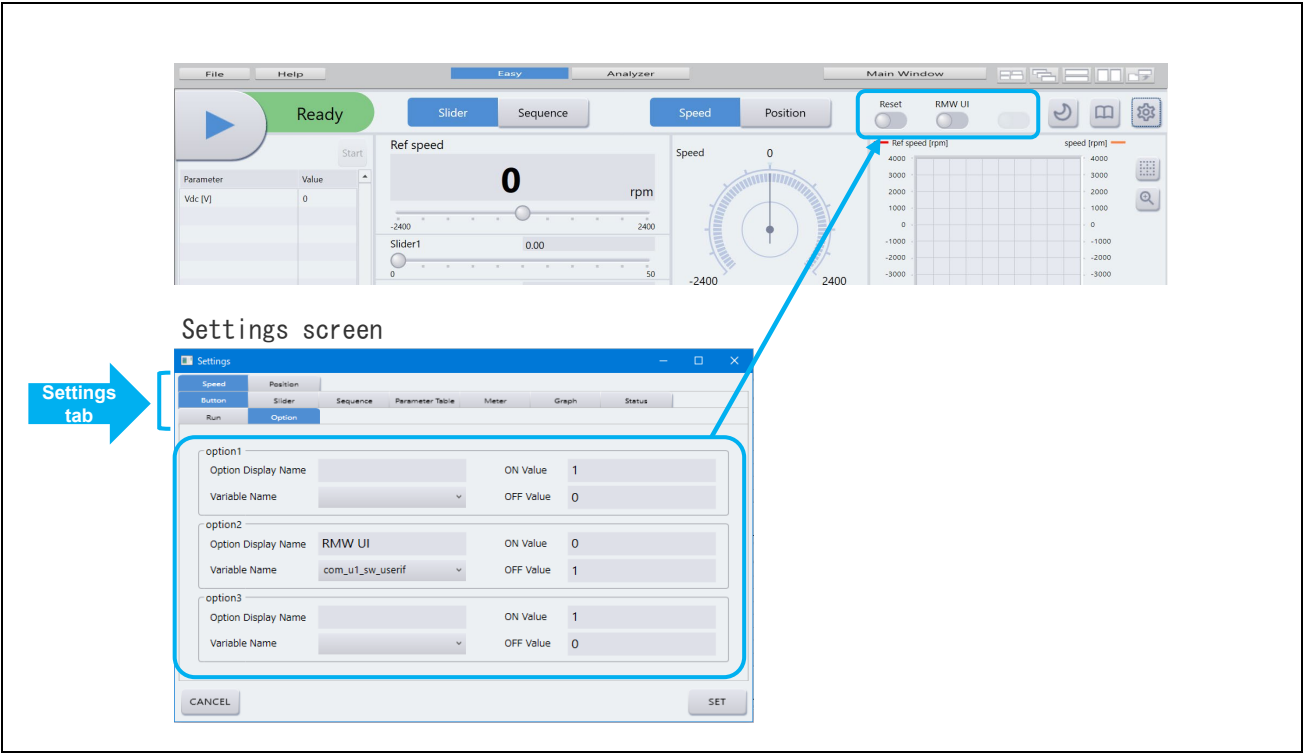 File Help Easy Analyzer Main Window
Ready Slider Sequence Speed Position Reset RMW UI
Start
Parameter Value
Vdc [V] 0
Ref speed
0 rpm
-2400 2400
Slider1 0.00
0 50
Speed 0
-2400 2400
Ref speed [rpm] speed [rpm]
4000 4000
3000 3000
2000 2000
1000 1000
0 0
-1000 -1000
-2000 -2000
-3000 -3000
Settings screen
Settings
Settings tab
Speed Position
Button Slider Sequence Parameter Table Meter Graph Status
Run Option
option1
Option Display Name ON Value 1
Variable Name OFF Value 0
option2
Option Display Name RMW UI ON Value 0
Variable Name com_u1_sw_userif OFF Value 1
option3
Option Display Name ON Value 1
Variable Name OFF Value 0
CANCEL SET